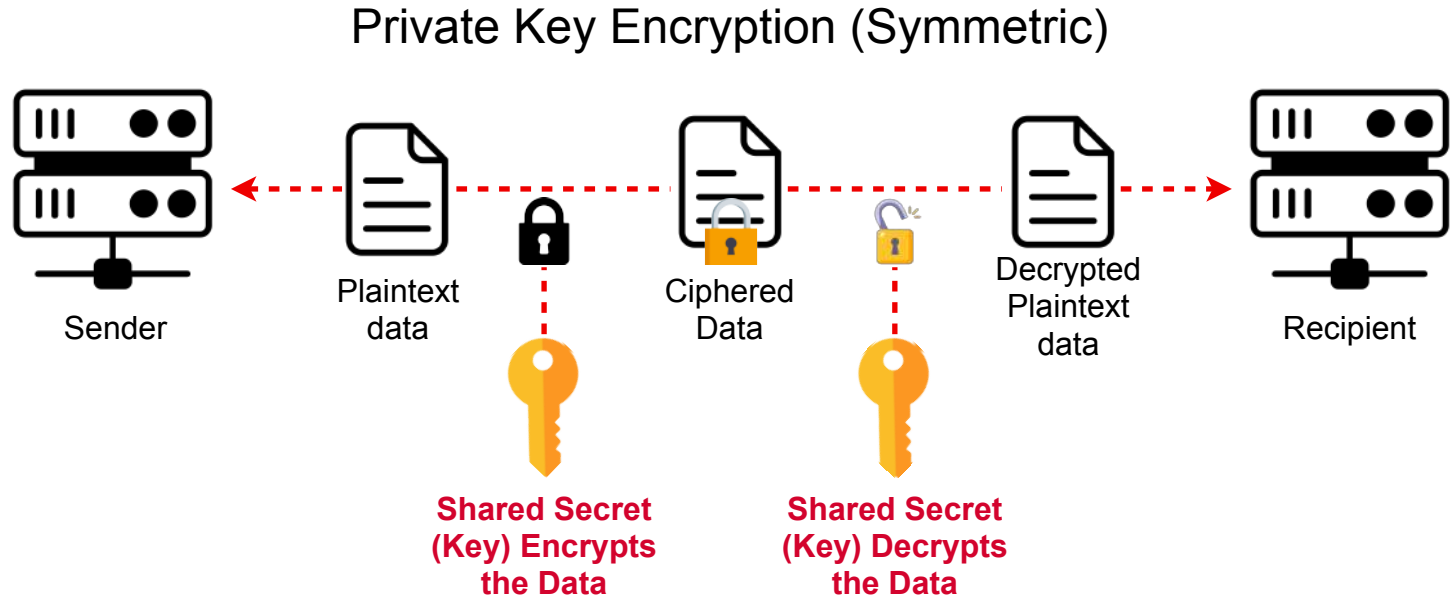 Private Key Encryption (Symmetric)
Sender
Plaintext
data
Ciphered
Data
Decrypted
Plaintext
data
Recipient
Shared Secret
(Key) Encrypts
the Data
Shared Secret
(Key) Decrypts
the Data